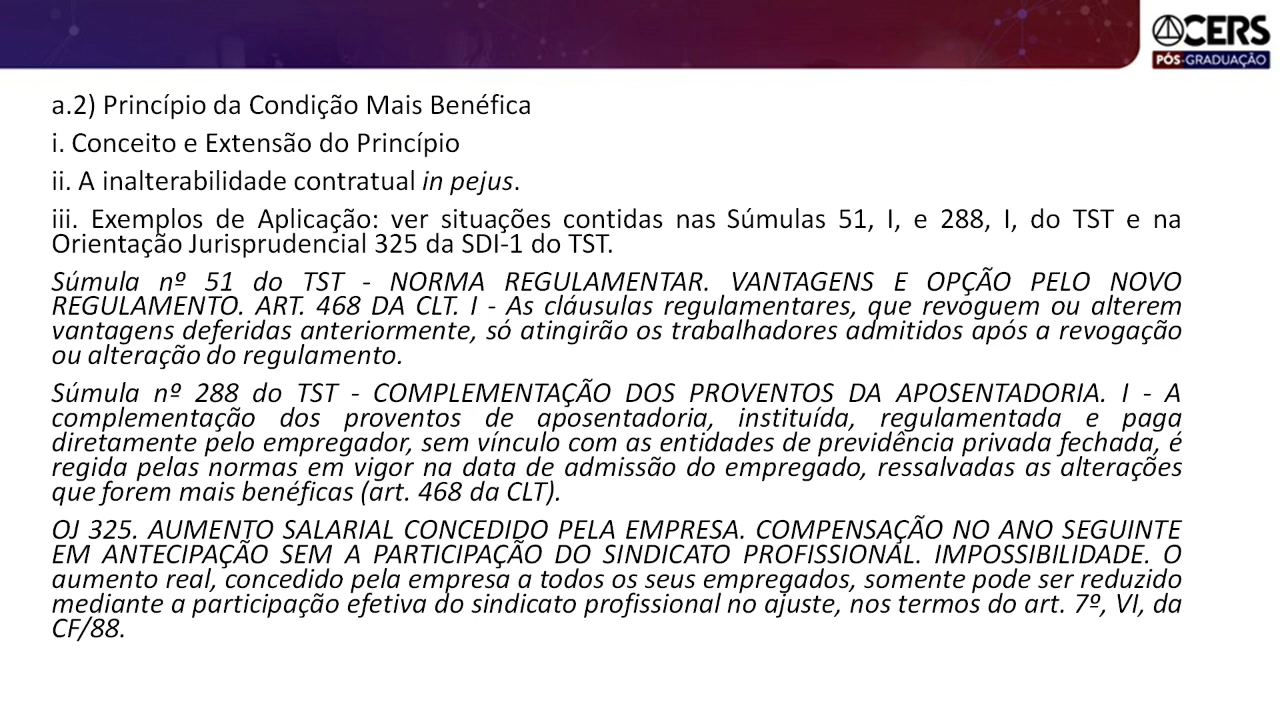 CERS
PÓS-GRADUAÇÃO
a.2) Princípio da Condição Mais Benéfica
i. Conceito e Extensão do Princípio
ii. A inalterabilidade contratual in pejus.
iii. Exemplos de Aplicação: ver situações contidas nas Súmulas 51, I, e 288, I, do TST e na
Orientação Jurisprudencial 325 da SDI-1 do TST.
Súmula nº 51 do TST - NORMA REGULAMENTAR. VANTAGENS E OPÇÃO PELO NOVO
REGULAMENTO. ART. 468 DA CLT. I - As cláusulas regulamentares, que revoguem ou alterem
vantagens deferidas anteriormente, só atingirão os trabalhadores admitidos após a revogação
ou alteração do regulamento.
Súmula nº 288 do TST - COMPLEMENTAÇÃO DOS PROVENTOS DA APOSENTADORIA. I - A
complementação dos proventos de aposentadoria, instituída, regulamentada e paga
diretamente pelo empregador, sem vínculo com as entidades de previdência privada fechada, é
regida pelas normas em vigor na data de admissão do empregado, ressalvadas as alterações
que forem mais benéficas (art. 468 da CLT).
OJ 325. AUMENTO SALARIAL CONCEDIDO PELA EMPRESA. COMPENSAÇÃO NO ANO SEGUINTE
EM ANTECIPAÇÃO SEM A PARTICIPAÇÃO DO SINDICATO PROFISSIONAL. IMPOSSIBILIDADE. O
aumento real, concedido pela empresa a todos os seus empregados, somente pode ser reduzido
mediante a participação efetiva do sindicato profissional no ajuste, nos termos do art. 7º, VI, da
CF/88.